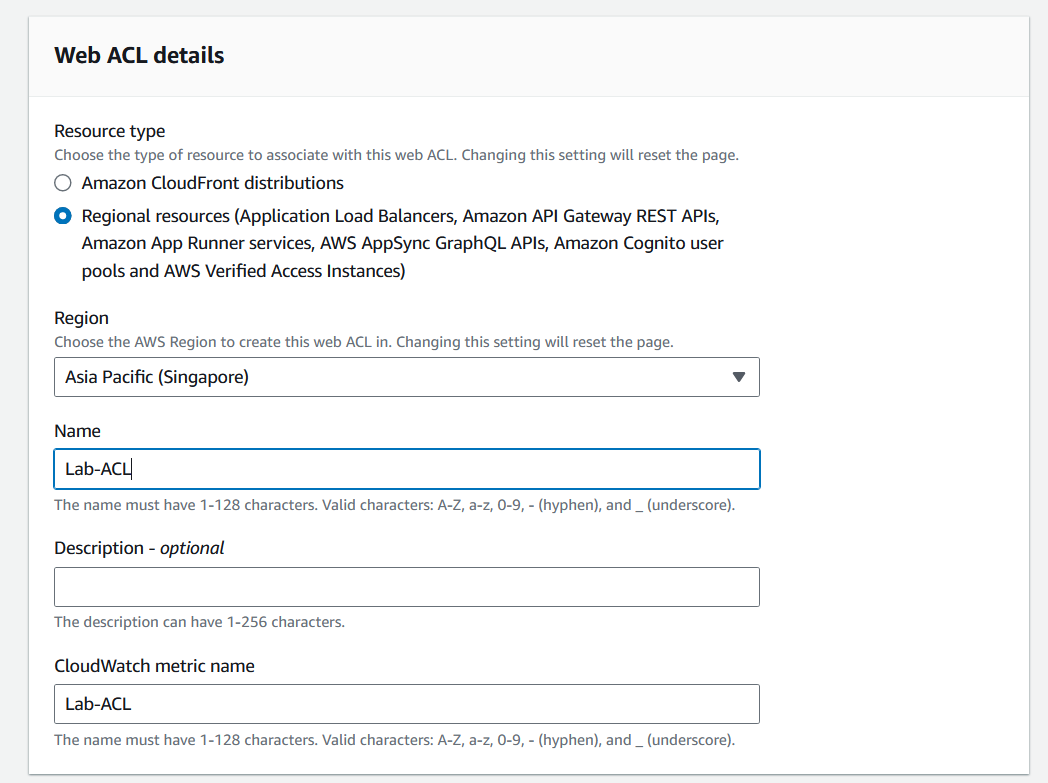 Web ACL details
Resource type
Choose the type of resource to associate with this web ACL. Changing this setting will reset the page.
Amazon CloudFront distributions
Regional resources (Application Load Balancers, Amazon API Gateway REST APIs,
Amazon App Runner services, AWS AppSync GraphQL APIs, Amazon Cognito user
pools and AWS Verified Access Instances)
Region
Choose the AWS Region to create this web ACL in. Changing this setting will reset the page.
Asia Pacific (Singapore)
Name
Lab-ACL
The name must have 1-128 characters. Valid characters: A-Z, a-z, 0-9, - (hyphen), and _ (underscore).
Description - optional
The description can have 1-256 characters.
CloudWatch metric name
Lab-ACL
The name must have 1-128 characters. Valid characters: A-Z, a-z, 0-9, - (hyphen), and _ (underscore).